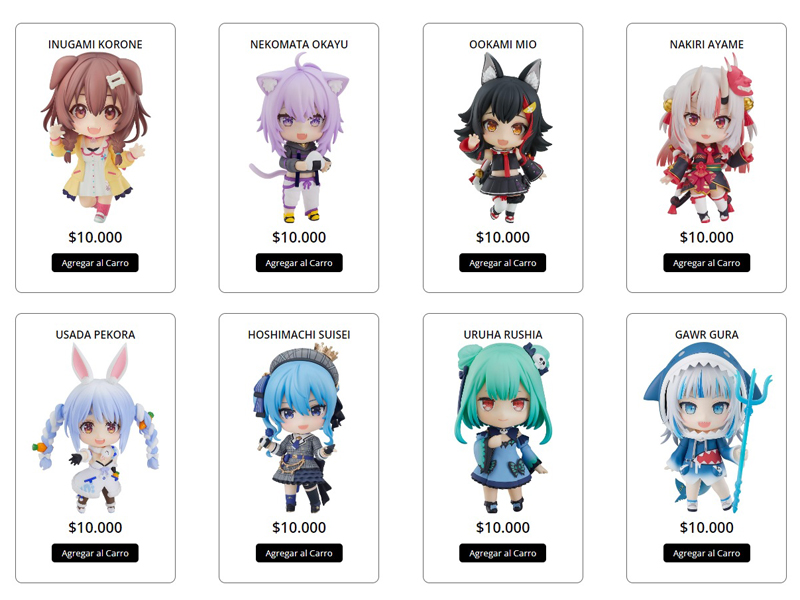 INUGAMI KORONE
$10.000
Agregar al Carro
NEKOMATA OKAYU
$10.000
Agregar al Carro
OOKAMI MIO
$10.000
Agregar al Carro
NAKIRI AYAME
$10.000
Agregar al Carro
USADA PEKORA
$10.000
Agregar al Carro
HOSHIMACHI SUISEI
$10.000
Agregar al Carro
URUHA RUSHIA
$10.000
Agregar al Carro
GAWR GURA
$10.000
Agregar al Carro